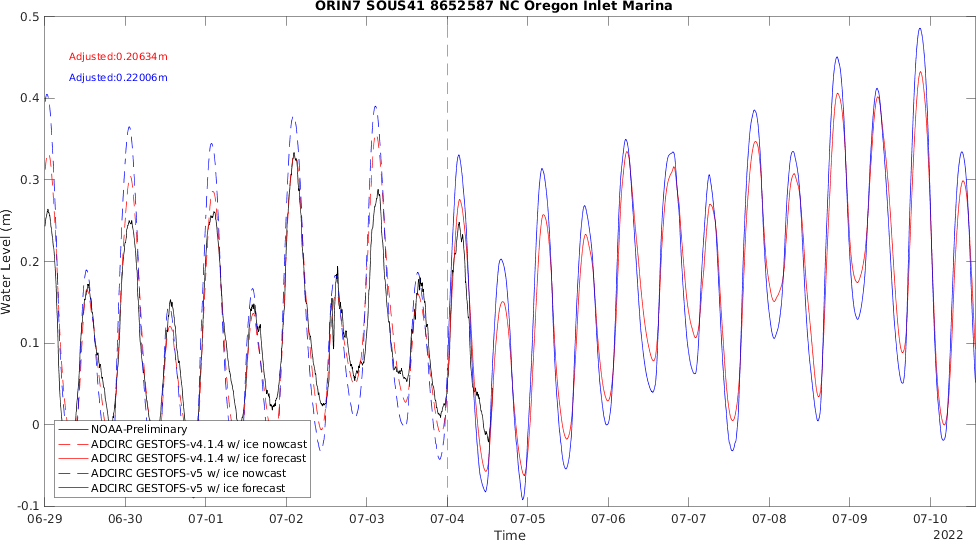 ORIN7 SOUS41 8652587 NC Oregon Inlet Marina
0.5
Adjusted:0.20634m
Adjusted:0.22006m
0.4
0.3
0.2
0.1
0
-0.1
Water Level (m)
NOAA-Preliminary
ADCIRC GESTOFS-v4.1.4 w/ ice nowcast
ADCIRC GESTOFS-v4.1.4 w/ ice forecast
ADCIRC GESTOFS-v5 w/ ice nowcast
ADCIRC GESTOFS-v5 w/ ice forecast
06-29 06-30 07-01 07-02 07-03 07-04 07-05 07-06 07-07 07-08 07-09 07-10
Time
2022